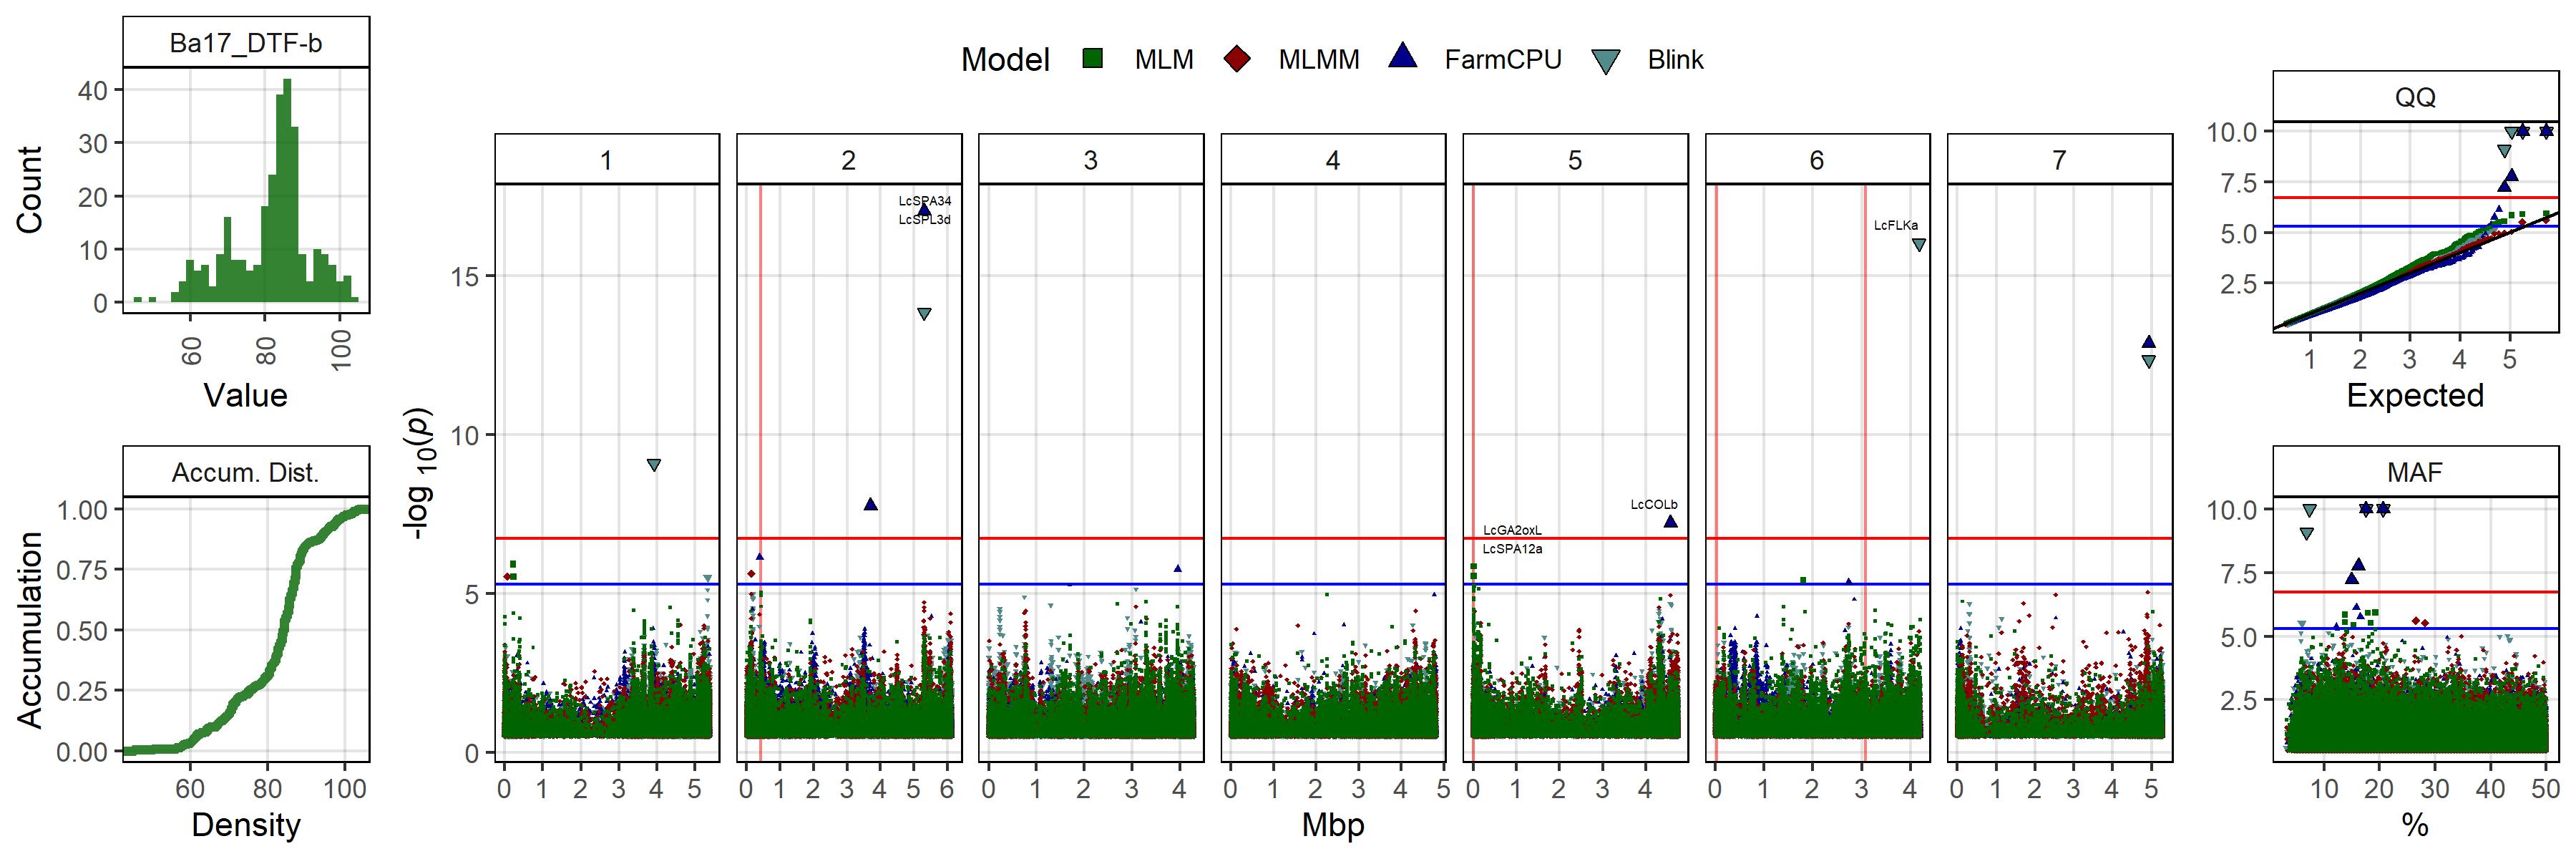 Ba17_DTF-b
Count
40
30
20
10
0
60
80
100
Value
Accum. Dist.
Accumulation
1.00
0.75
0.50
0.25
0.00
60
80
100
Density
Model MLM MLMM FarmCPU Blink
-log 10(p)
15
10
5
0
1
2
3
4
5
6
7
LcSPA34
LcSPL3d
LcGA2oxL
LcSPA12a
LcCOLb
LcFLKa
0 1 2 3 4 5
0 1 2 3 4 5 6
0 1 2 3 4
0 1 2 3 4 5
0 1 2 3 4
0 1 2 3 4
0 1 2 3 4 5
Mbp
QQ
10.0
7.5
5.0
2.5
1 2 3 4 5
Expected
MAF
10.0
7.5
5.0
2.5
10 20 30 40 50
%